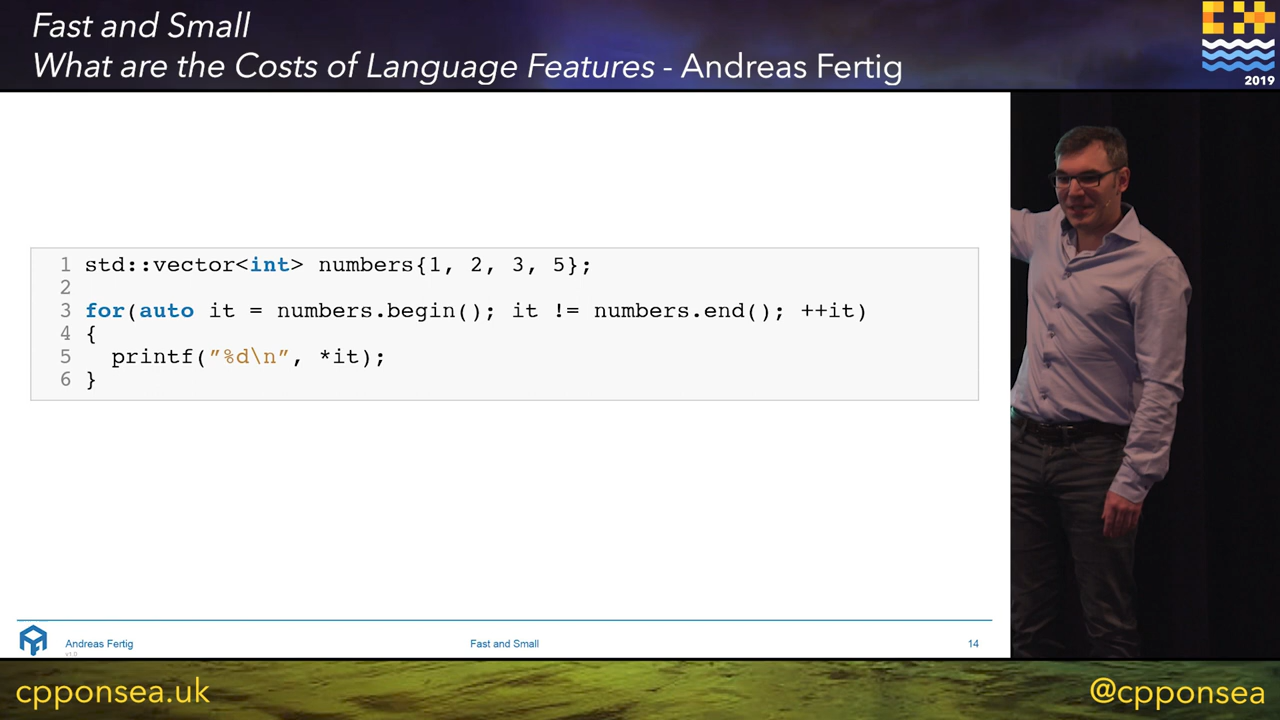 Fast and Small
What are the Costs of Language Features - Andreas Fertig
2019
1 std::vector<int> numbers{1, 2, 3, 5};
2
3 for(auto it = numbers.begin(); it != numbers.end(); ++it)
4 {
5   printf("%d\n", *it);
6 }
Andreas Fertig
v1.0
Fast and Small
14
cpponsea.uk
@cpponsea